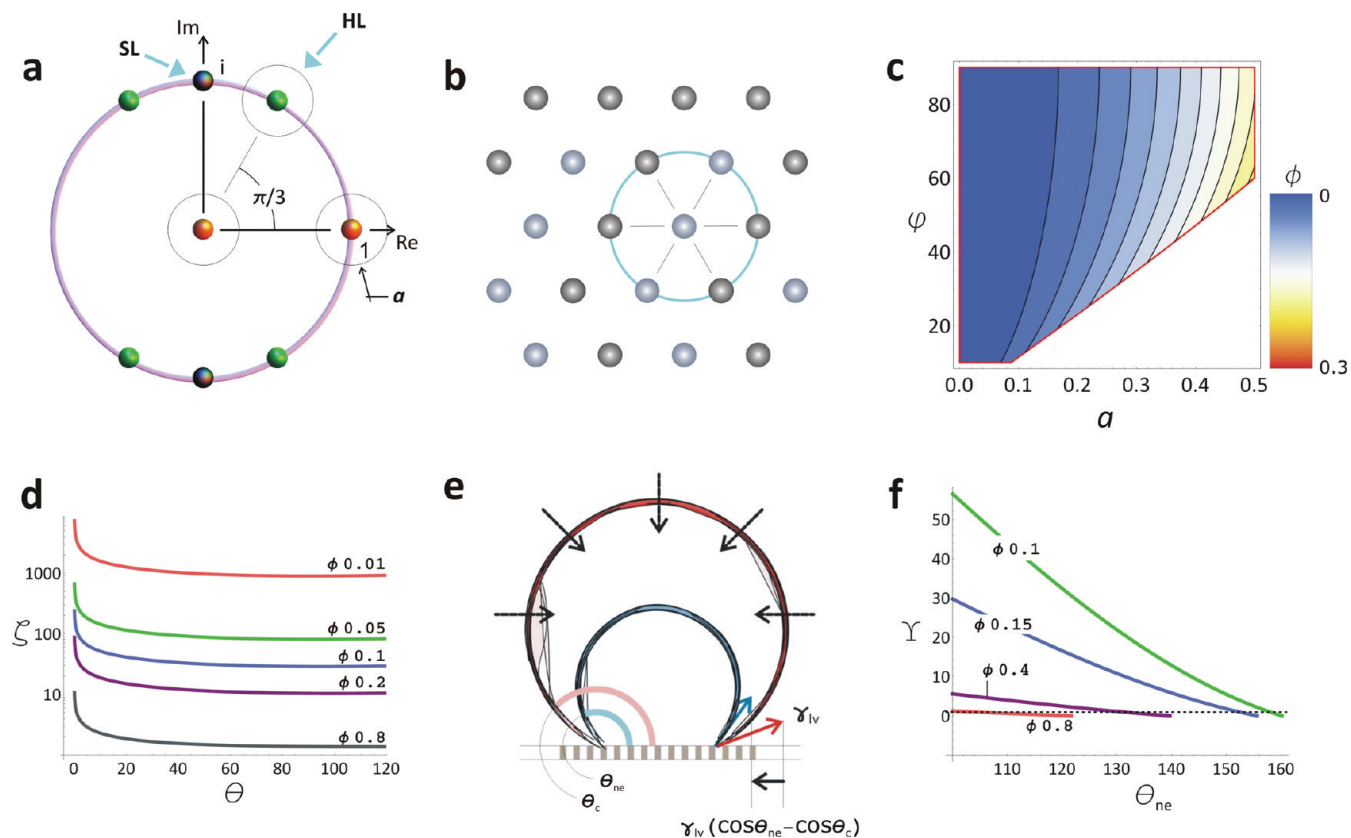 a
Im
i
SL
HL
π/3
Re
1
a
b
c
φ
80
60
40
20
0.0 0.1 0.2 0.3 0.4 0.5
a
ϕ
0
0.3
d
ζ
1000
100
10
ϕ 0.01
ϕ 0.05
ϕ 0.1
ϕ 0.2
ϕ 0.8
0 20 40 60 80 100 120
θ
e
γlv
θne
θc
γlv (COSθne–COSθc)
f
ϒ
50
40
30
20
10
0
ϕ 0.1
ϕ 0.15
ϕ 0.4
ϕ 0.8
110 120 130 140 150 160
θne